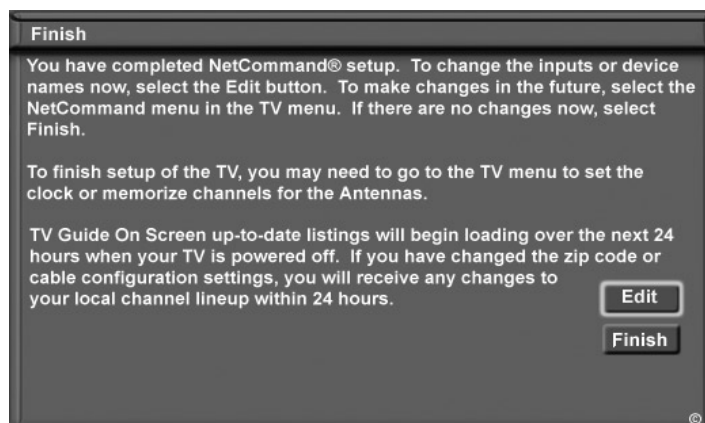 Finish
You have completed NetCommand® setup. To change the inputs or device
names now, select the Edit button. To make changes in the future, select the
NetCommand menu in the TV menu. If there are no changes now, select
Finish.
To finish setup of the TV, you may need to go to the TV menu to set the
clock or memorize channels for the Antennas.
TV Guide On Screen up-to-date listings will begin loading over the next 24
hours when your TV is powered off. If you have changed the zip code or
cable configuration settings, you will receive any changes to
your local channel lineup within 24 hours.
Edit
Finish
©